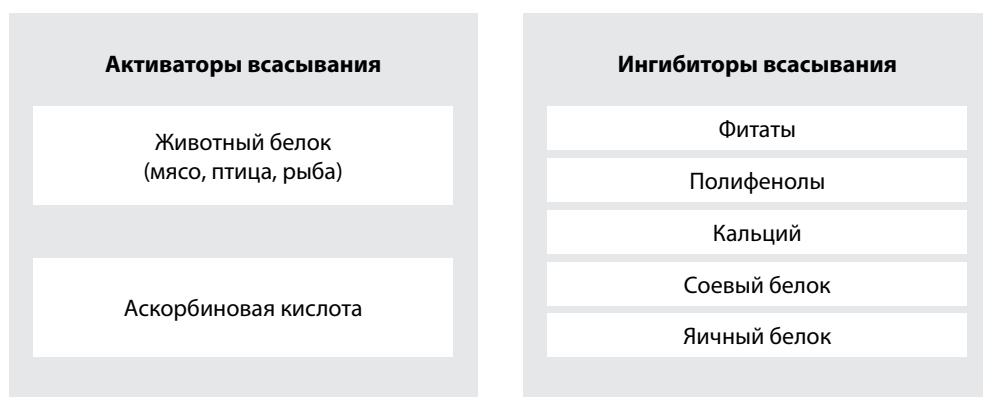 Активаторы всасывания
Животный белок
(мясо, птица, рыба)
Аскорбиновая кислота
Ингибиторы всасывания
Фитаты
Полифенолы
Кальций
Соевый белок
Яичный белок